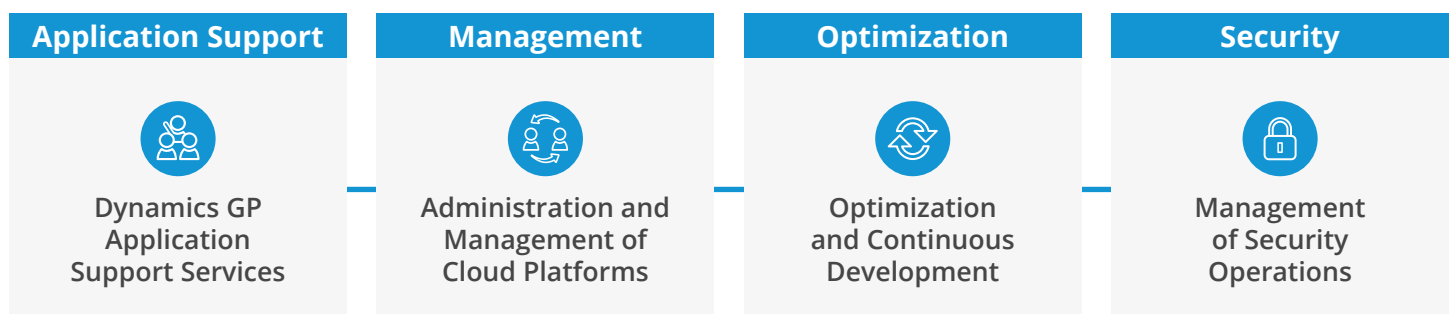 Application Support
Dynamics GP
Application
Support Services
Management
Administration and
Management of
Cloud Platforms
Optimization
Optimization
and Continuous
Development
Security
Management
of Security
Operations